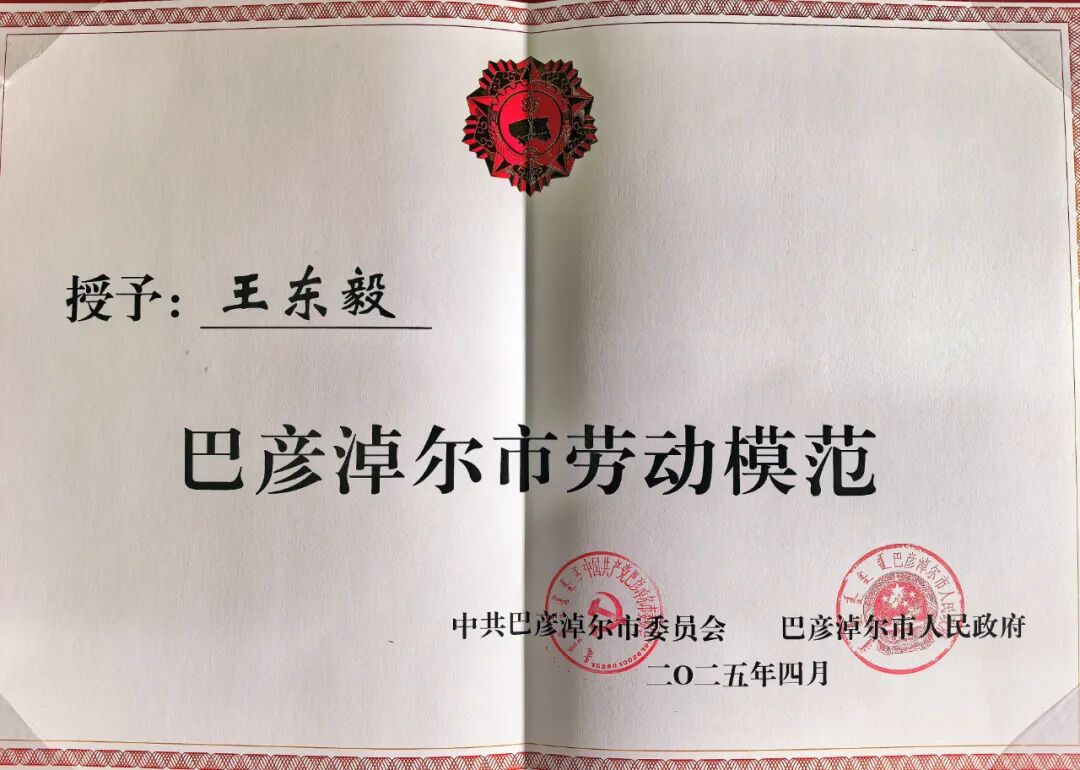 授予：王东毅
巴彦淖尔市劳动模范
中共巴彦淖尔市委员会 巴彦淖尔市人民政府
二〇二五年四月